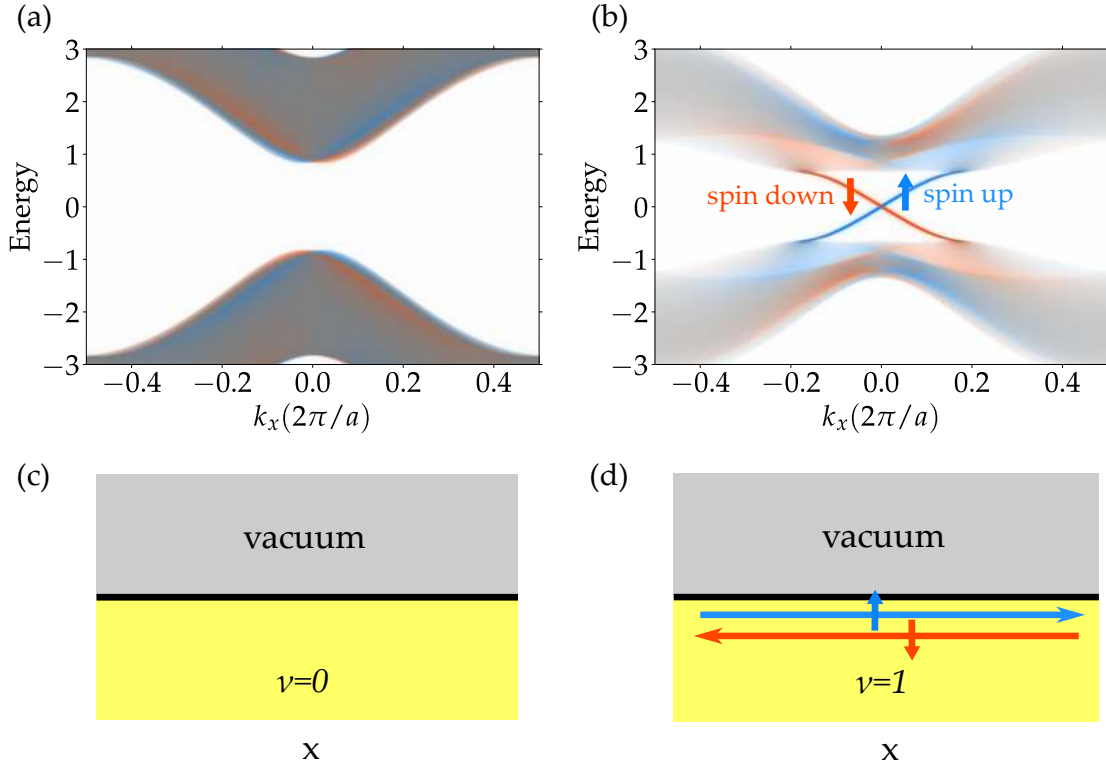 (a)
3
2
1
0
−1
−2
−3
Energy
−0.4 −0.2 0.0 0.2 0.4
k_x(2π/a)
(b)
3
2
1
0
−1
−2
−3
Energy
spin down
spin up
−0.4 −0.2 0.0 0.2 0.4
k_x(2π/a)
(c)
vacuum
ν=0
x
(d)
vacuum
ν=1
x